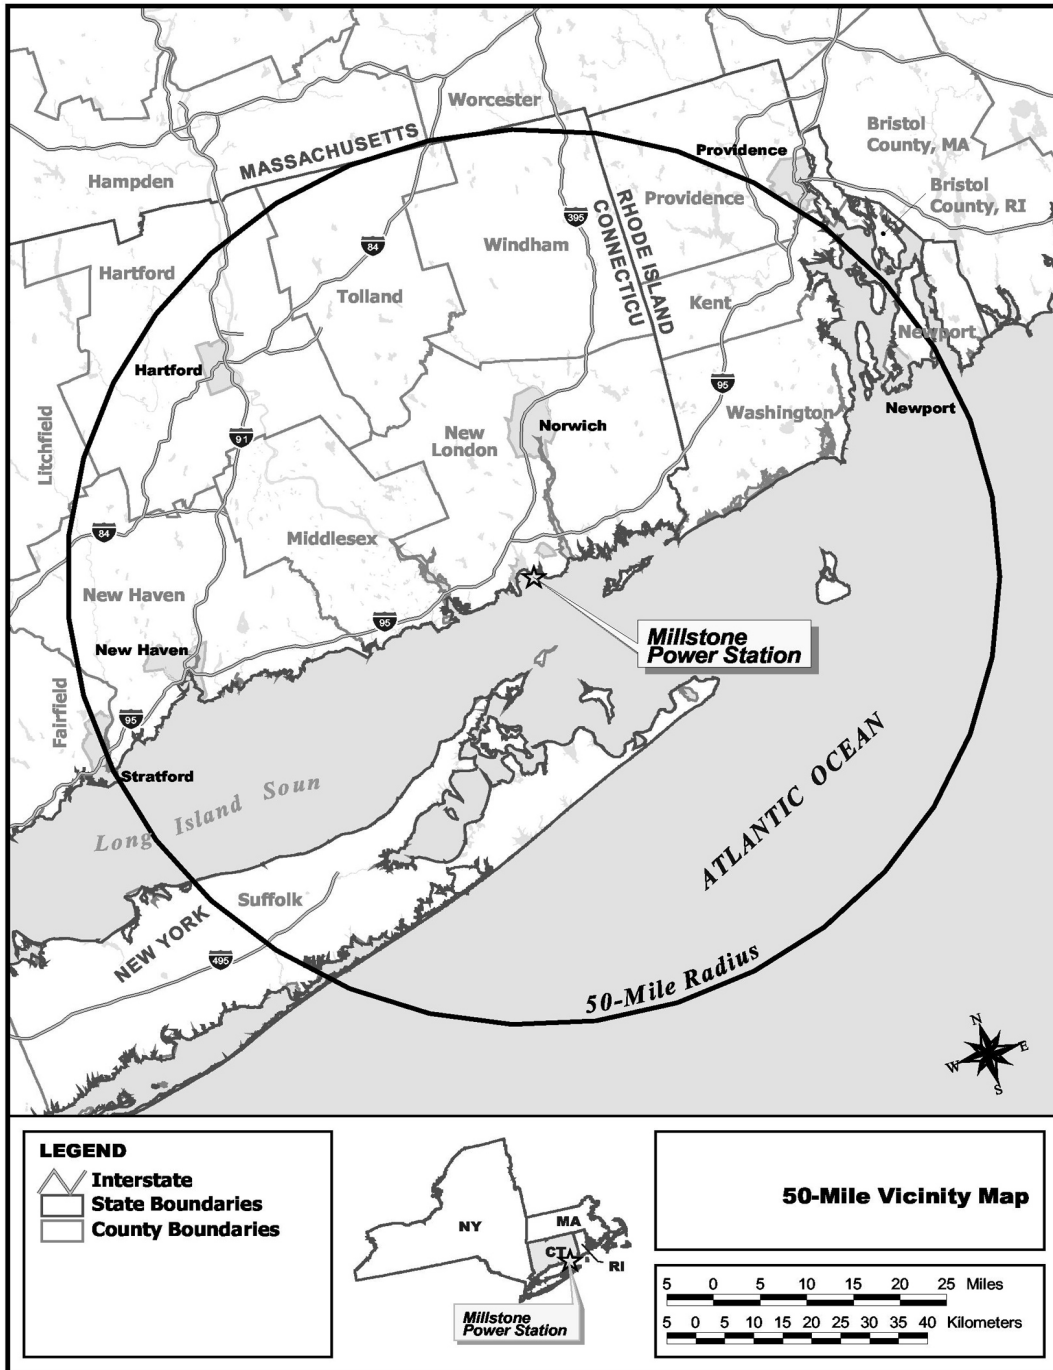 Worcester
MASSACHUSETTS
Hampden
Providence
Bristol
County, MA
Providence
Bristol
County, RI
RHODE ISLAND
CONNECTICU
395
84
Windham
Hartford
Tolland
Kent
Newport
Hartford
95
Newport
Washington
Litchfield
91
New
London
Norwich
84
Middlesex
New Haven
95
Millstone
Power Station
New Haven
Fairfield
95
Stratford
Long Island Soun
ATLANTIC OCEAN
Suffolk
NEW YORK
495
50-Mile Radius
N
E
W
S
LEGEND
Interstate
State Boundaries
County Boundaries
NY
MA
CT
RI
Millstone
Power Station
50-Mile Vicinity Map
5 0 5 10 15 20 25 Miles
5 0 5 10 15 20 25 30 35 40 Kilometers